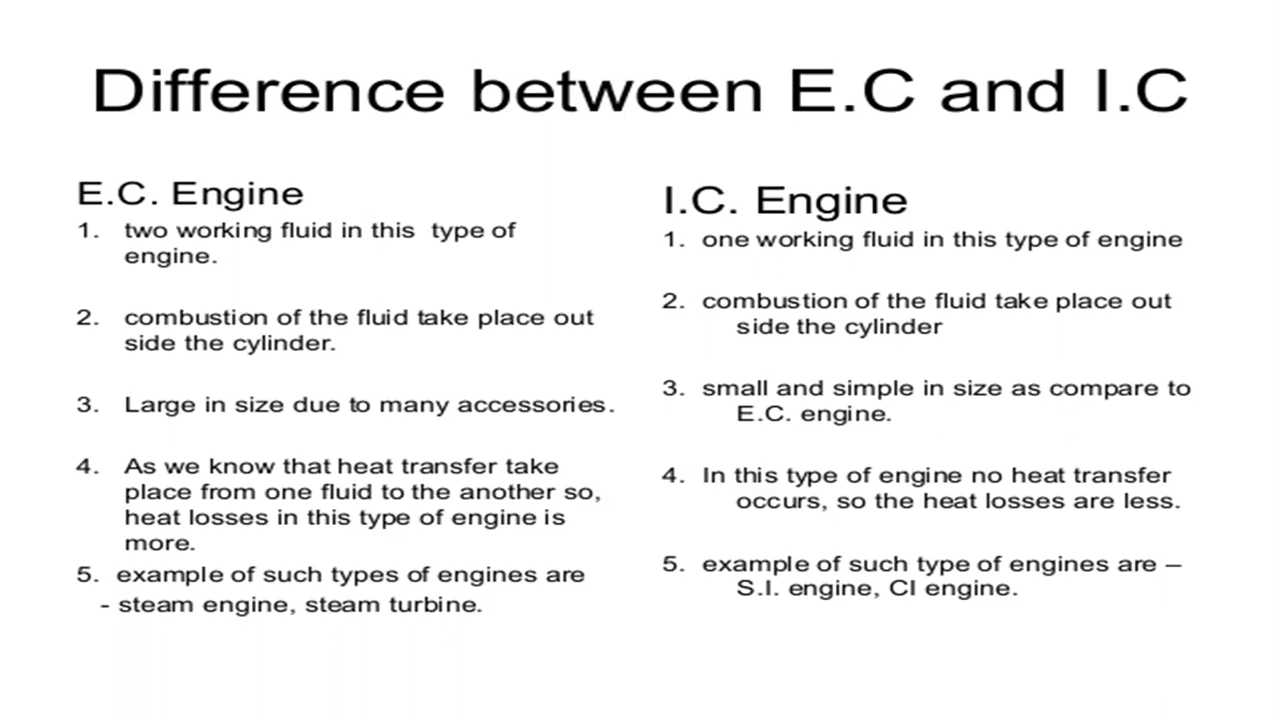 Difference between E.C and I.C
E.C. Engine
1. two working fluid in this type of
engine.
2. combustion of the fluid take place out
side the cylinder.
3. Large in size due to many accessories.
4. As we know that heat transfer take
place from one fluid to the another so,
heat losses in this type of engine is
more.
5. example of such types of engines are
- steam engine, steam turbine.
I.C. Engine
1. one working fluid in this type of engine
2. combustion of the fluid take place out
side the cylinder
3. small and simple in size as compare to
E.C. engine.
4. In this type of engine no heat transfer
occurs, so the heat losses are less.
5. example of such type of engines are –
S.I. engine, CI engine.